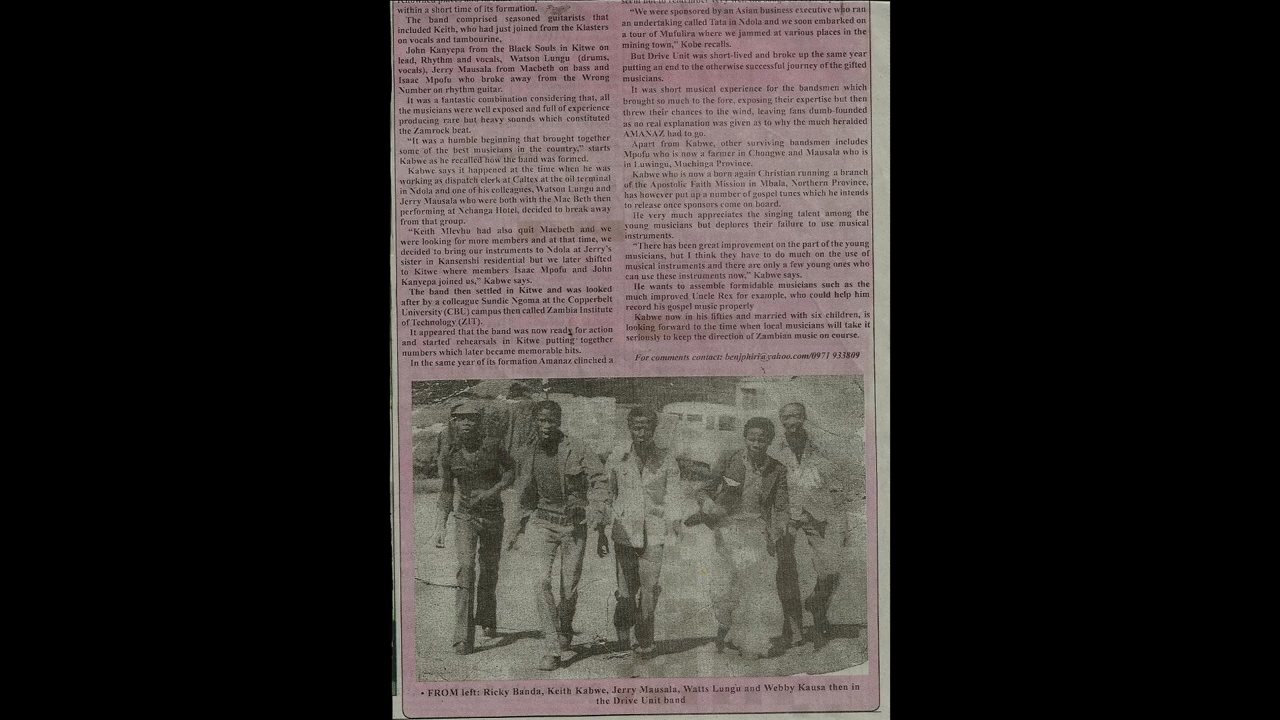 within a short time of its formation.
The band comprised seasoned guitarists that
included Keith, who had just joined from the Klasters
on vocals and tambourine,
John Kanyepa from the Black Souls in Kitwe on
lead, Rhythm and vocals, Watson Lungu (drums,
vocals), Jerry Mausala from Macbeth on bass and
Isaac Mpofu who broke away from the Wrong
Number on rhythm guitar.
It was a fantastic combination considering that, all
the musicians were well exposed and full of experience
producing rare but heavy sounds which constituted
the Zamrock beat.
“It was a humble beginning that brought together
some of the best musicians in the country,” starts
Kabwe as he recalled how the band was formed.
Kabwe says it happened at the time when he was
working as dispatch clerk at Caltex at the oil terminal
in Ndola and one of his colleagues, Watson Lungu and
Jerry Mausala who were both with the Mac Beth then
performing at Nchanga Hotel, decided to break away
from that group.
“Keith Mlevhu had also quit Macbeth and we
were looking for more members and at that time, we
decided to bring our instruments to Ndola at Jerry’s
sister in Kansenshi residential but we later shifted
to Kitwe where members Isaac Mpofu and John
Kanyepa joined us,” Kabwe says.
The band then settled in Kitwe and was looked
after by a colleague Sundie Ngoma at the Copperbelt
University (CBU) campus then called Zambia Institute
of Technology (ZIT).
It appeared that the band was now ready for action
and started rehearsals in Kitwe putting together
numbers which later became memorable hits.
In the same year of its formation Amanaz clinched a
“We were sponsored by an Asian business executive who ran
an undertaking called Tata in Ndola and we soon embarked on
a tour of Mufulira where we jammed at various places in the
mining town,” Kobe recalls.
But Drive Unit was short-lived and broke up the same year
putting an end to the otherwise successful journey of the gifted
musicians.
It was short musical experience for the bandsmen which
brought so much to the fore, exposing their expertise but then
threw their chances to the wind, leaving fans dumb-founded
as no real explanation was given as to why the much heralded
AMANAZ had to go.
Apart from Kabwe, other surviving bandsmen includes
Mpofu who is now a farmer in Chongwe and Mausala who is
in Luwingu, Muchinga Province.
Kabwe who is now a born again Christian running a branch
of the Apostolic Faith Mission in Mbala, Northern Province,
has however put up a number of gospel tunes which he intends
to release once sponsors come on board.
He very much appreciates the singing talent among the
young musicians but deplores their failure to use musical
instruments.
“There has been great improvement on the part of the young
musicians, but I think they have to do much on the use of
musical instruments and there are only a few young ones who
can use these instruments now,” Kabwe says.
He wants to assemble formidable musicians such as the
much improved Uncle Rex for example, who could help him
record his gospel music properly
Kabwe now in his fifties and married with six children, is
looking forward to the time when local musicians will take it
seriously to keep the direction of Zambian music on course.
For comments contact: benjphiri@yahoo.com/0971 933809
• FROM left: Ricky Banda, Keith Kabwe, Jerry Mausala, Watts Lungu and Webby Kausa then in
the Drive Unit band